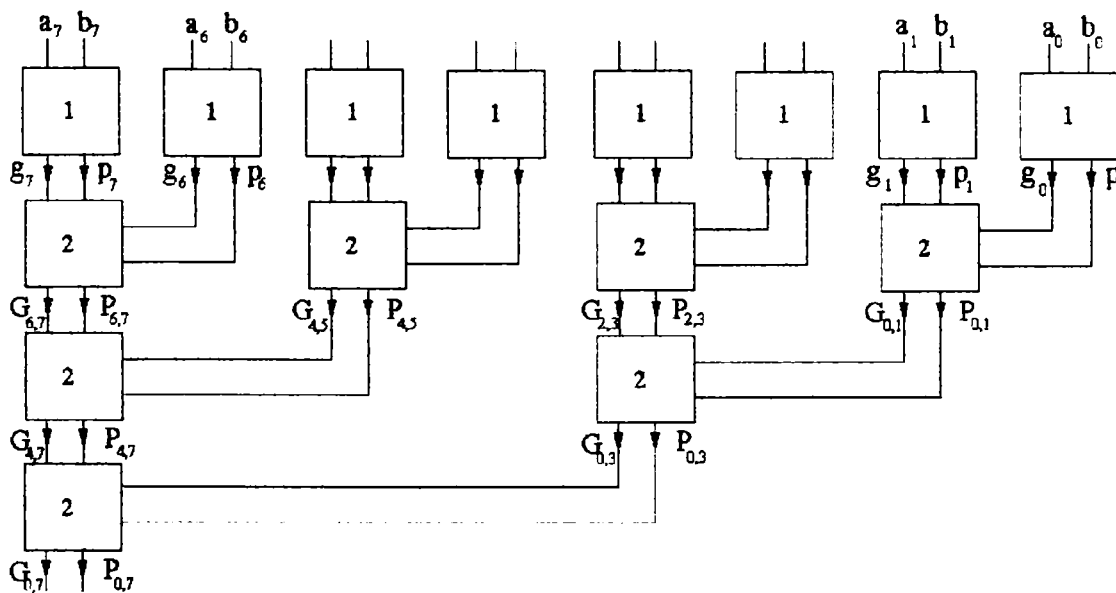 a₇ b₇ a₆ b₆ a₁ b₁ a₀ b₀
1 1 1 1 1 1 1 1
g₇ p₇ g₆ p₆ g₁ p₁ g₀ p
2 2 2 2
G₆,₇ P₆,₇ G₄,₅ P₄,₅ G₂,₃ P₂,₃ G₀,₁ P₀,₁
2 2
G₄,₇ P₄,₇ G₀,₃ P₀,₃
2
G₀,₇ P₀,₇